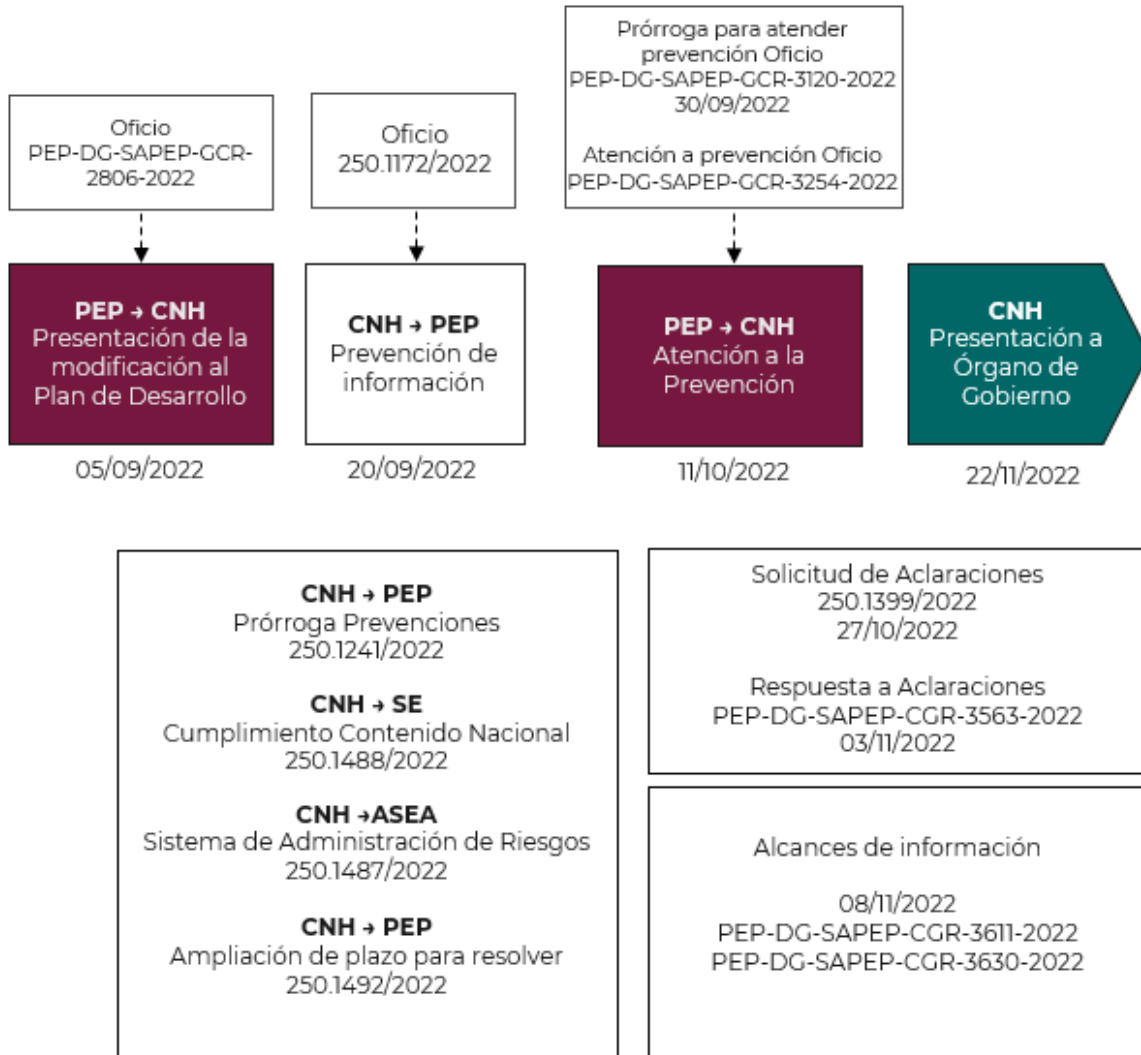 Oficio
PEP-DG-SAPEP-GCR-
2806-2022
Oficio
250.1172/2022
Prórroga para atender
prevención Oficio
PEP-DG-SAPEP-GCR-3120-2022
30/09/2022
Atención a prevención Oficio
PEP-DG-SAPEP-GCR-3254-2022
PEP → CNH
Presentación de la
modificación al
Plan de Desarrollo
05/09/2022
CNH → PEP
Prevención de
información
20/09/2022
PEP → CNH
Atención a la
Prevención
11/10/2022
CNH
Presentación a
Órgano de
Gobierno
22/11/2022
CNH → PEP
Prórroga Prevenciones
250.1241/2022
CNH → SE
Cumplimiento Contenido Nacional
250.1488/2022
CNH →ASEA
Sistema de Administración de Riesgos
250.1487/2022
CNH → PEP
Ampliación de plazo para resolver
250.1492/2022
Solicitud de Aclaraciones
250.1399/2022
27/10/2022
Respuesta a Aclaraciones
PEP-DG-SAPEP-CGR-3563-2022
03/11/2022
Alcances de información
08/11/2022
PEP-DG-SAPEP-CGR-3611-2022
PEP-DG-SAPEP-CGR-3630-2022